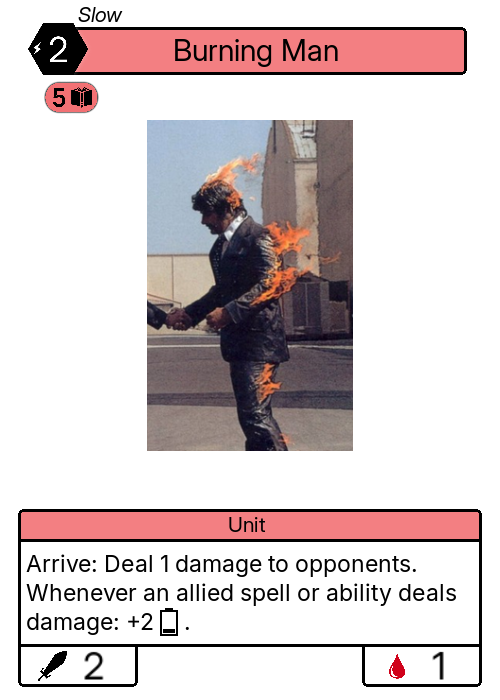 Slow
2
Burning Man
5
Unit
Arrive: Deal 1 damage to opponents.
Whenever an allied spell or ability deals
damage: +2 .
2
1